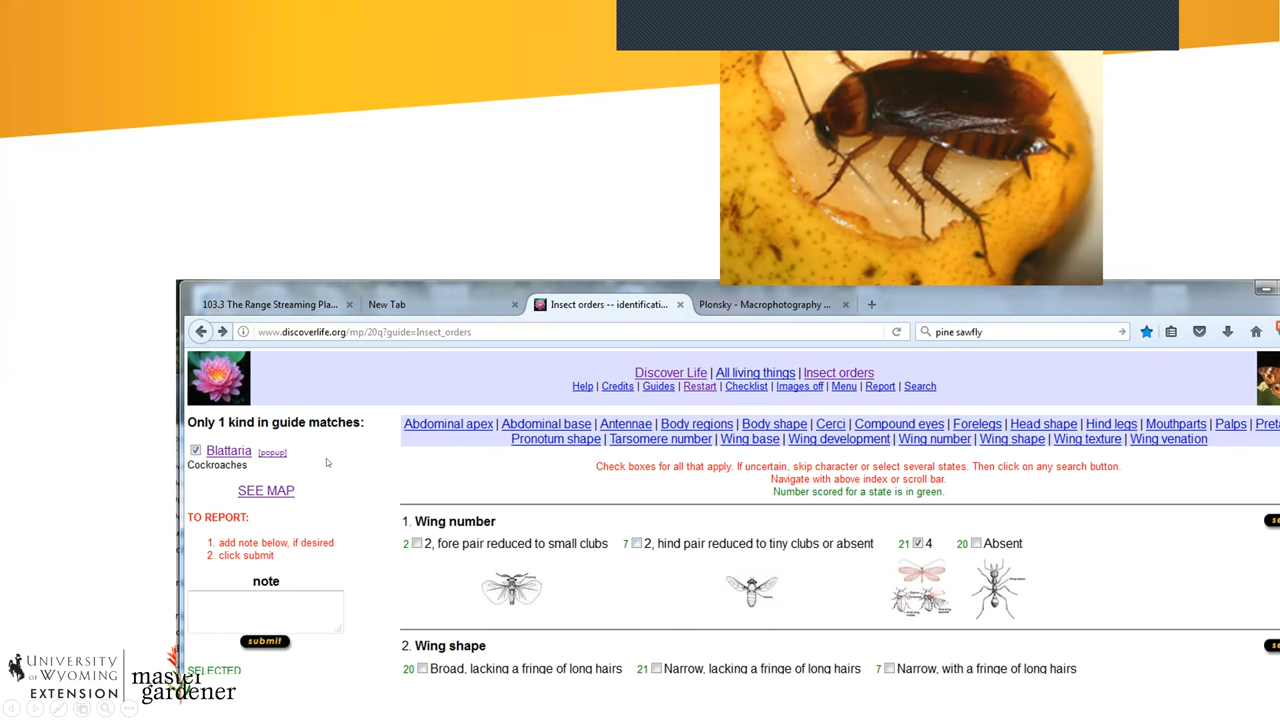 103.3 The Range Streaming Pla...
New Tab
Insect orders -- identificati...
Plonsky - Macrophotography ...
www.discoverlife.org/mp/20q?guide=Insect_orders
pine sawfly
Discover Life | All living things | Insect orders
Help | Credits | Guides | Restart | Checklist | Images off | Menu | Report | Search
Only 1 kind in guide matches:
Blattaria [popup]
Cockroaches
SEE MAP
TO REPORT:
1. add note below, if desired
2. click submit
note
submit
SELECTED
Abdominal apex | Abdominal base | Antennae | Body regions | Body shape | Cerci | Compound eyes | Forelegs | Head shape | Hind legs | Mouthparts | Palps | Preta
Pronotum shape | Tarsomere number | Wing base | Wing development | Wing number | Wing shape | Wing texture | Wing venation
Check boxes for all that apply. If uncertain, skip character or select several states. Then click on any search button.
Navigate with above index or scroll bar.
Number scored for a state is in green.
1. Wing number
2 2, fore pair reduced to small clubs 7 2, hind pair reduced to tiny clubs or absent 21 4 20 Absent
2. Wing shape
20 Broad, lacking a fringe of long hairs 21 Narrow, lacking a fringe of long hairs 7 Narrow, with a fringe of long hairs
UNIVERSITY
OF WYOMING
EXTENSION
master
gardener